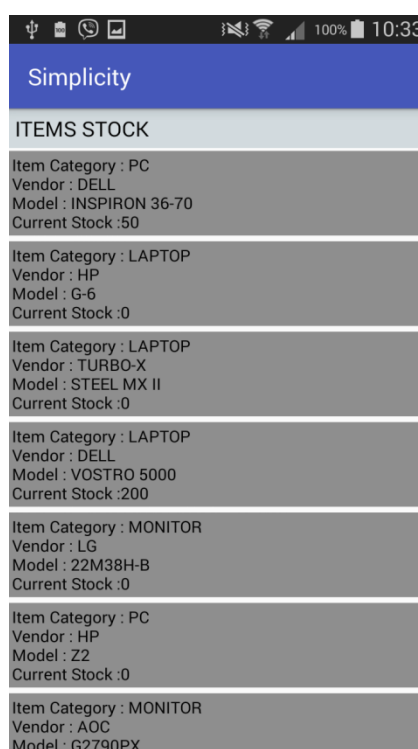 100% 10:33
Simplicity
ITEMS STOCK
Item Category : PC
Vendor : DELL
Model : INSPIRON 36-70
Current Stock :50
Item Category : LAPTOP
Vendor : HP
Model : G-6
Current Stock :0
Item Category : LAPTOP
Vendor : TURBO-X
Model : STEEL MX II
Current Stock :0
Item Category : LAPTOP
Vendor : DELL
Model : VOSTRO 5000
Current Stock :200
Item Category : MONITOR
Vendor : LG
Model : 22M38H-B
Current Stock :0
Item Category : PC
Vendor : HP
Model : Z2
Current Stock :0
Item Category : MONITOR
Vendor : AOC
Model : G2790PX